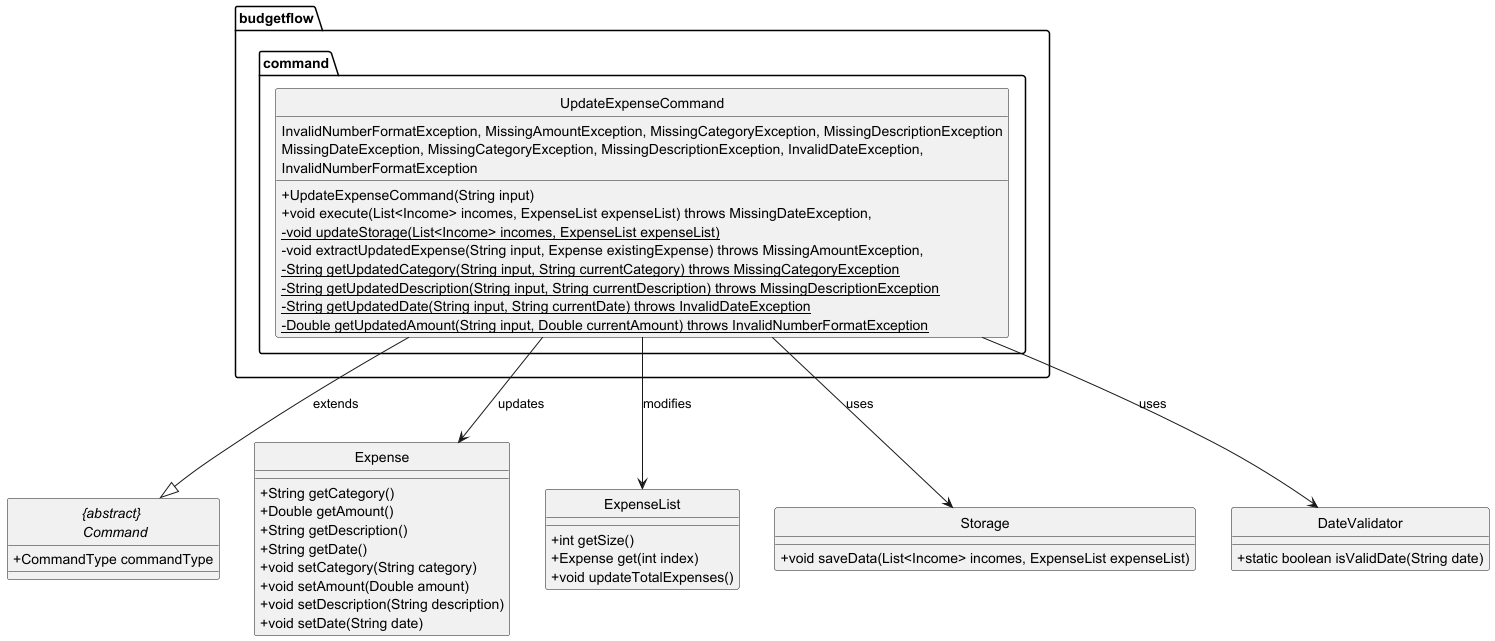 budgetflow
command
UpdateExpenseCommand
InvalidNumberFormatException, MissingAmountException, MissingCategoryException, MissingDescriptionException
MissingDateException, MissingCategoryException, MissingDescriptionException, InvalidDateException,
InvalidNumberFormatException
+UpdateExpenseCommand(String input)
+void execute(List<Income> incomes, ExpenseList expenseList) throws MissingDateException,
-void updateStorage(List<Income> incomes, ExpenseList expenseList)
-void extractUpdatedExpense(String input, Expense existingExpense) throws MissingAmountException,
-String getUpdatedCategory(String input, String currentCategory) throws MissingCategoryException
-String getUpdatedDescription(String input, String currentDescription) throws MissingDescriptionException
-String getUpdatedDate(String input, String currentDate) throws InvalidDateException
-Double getUpdatedAmount(String input, Double currentAmount) throws InvalidNumberFormatException
extends
updates
modifies
uses
uses
{abstract}
Command
+CommandType commandType
Expense
+String getCategory()
+Double getAmount()
+String getDescription()
+String getDate()
+void setCategory(String category)
+void setAmount(Double amount)
+void setDescription(String description)
+void setDate(String date)
ExpenseList
+int getSize()
+Expense get(int index)
+void updateTotalExpenses()
Storage
+void saveData(List<Income> incomes, ExpenseList expenseList)
DateValidator
+static boolean isValidDate(String date)